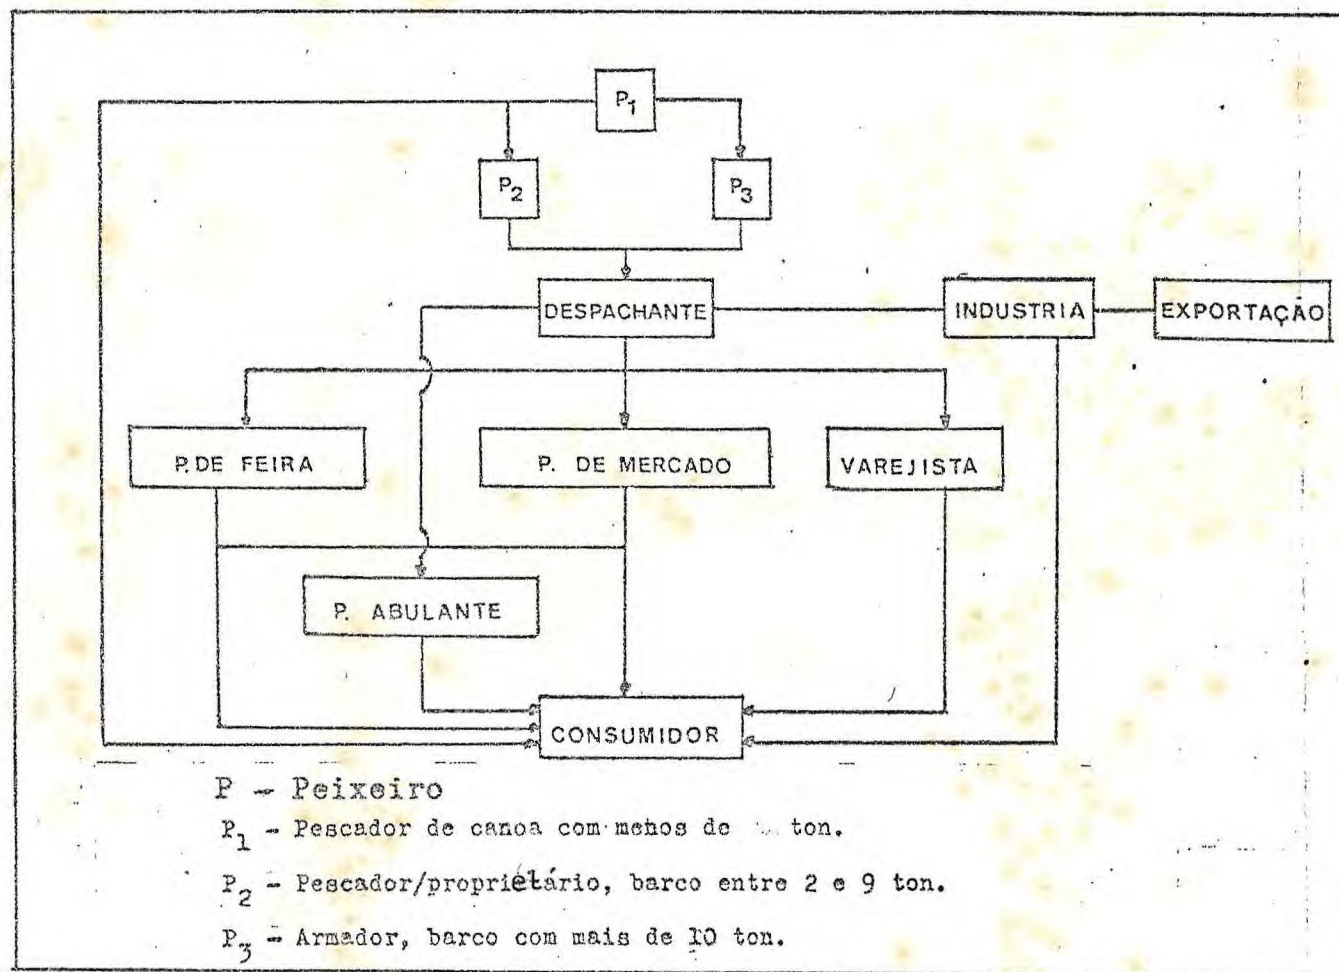 P1
P2
P3
DESPACHANTE
INDUSTRIA
EXPORTAÇÃO
P. DE FEIRA
P. DE MERCADO
VAREJISTA
P. ABULANTE
CONSUMIDOR
P - Peixeiro
P1 - Pescador de canoa com menos de ton.
P2 - Pescador/proprietário, barco entre 2 e 9 ton.
P3 - Armador, barco com mais de 10 ton.